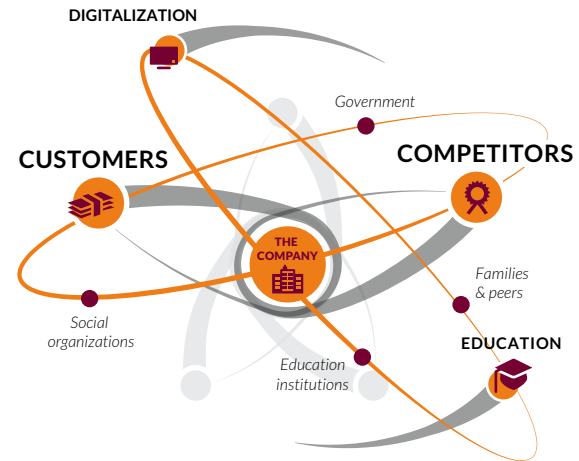 DIGITALIZATION
Government
CUSTOMERS
COMPETITORS
THE
COMPANY
Families
& peers
Social
organizations
EDUCATION
Education
institutions